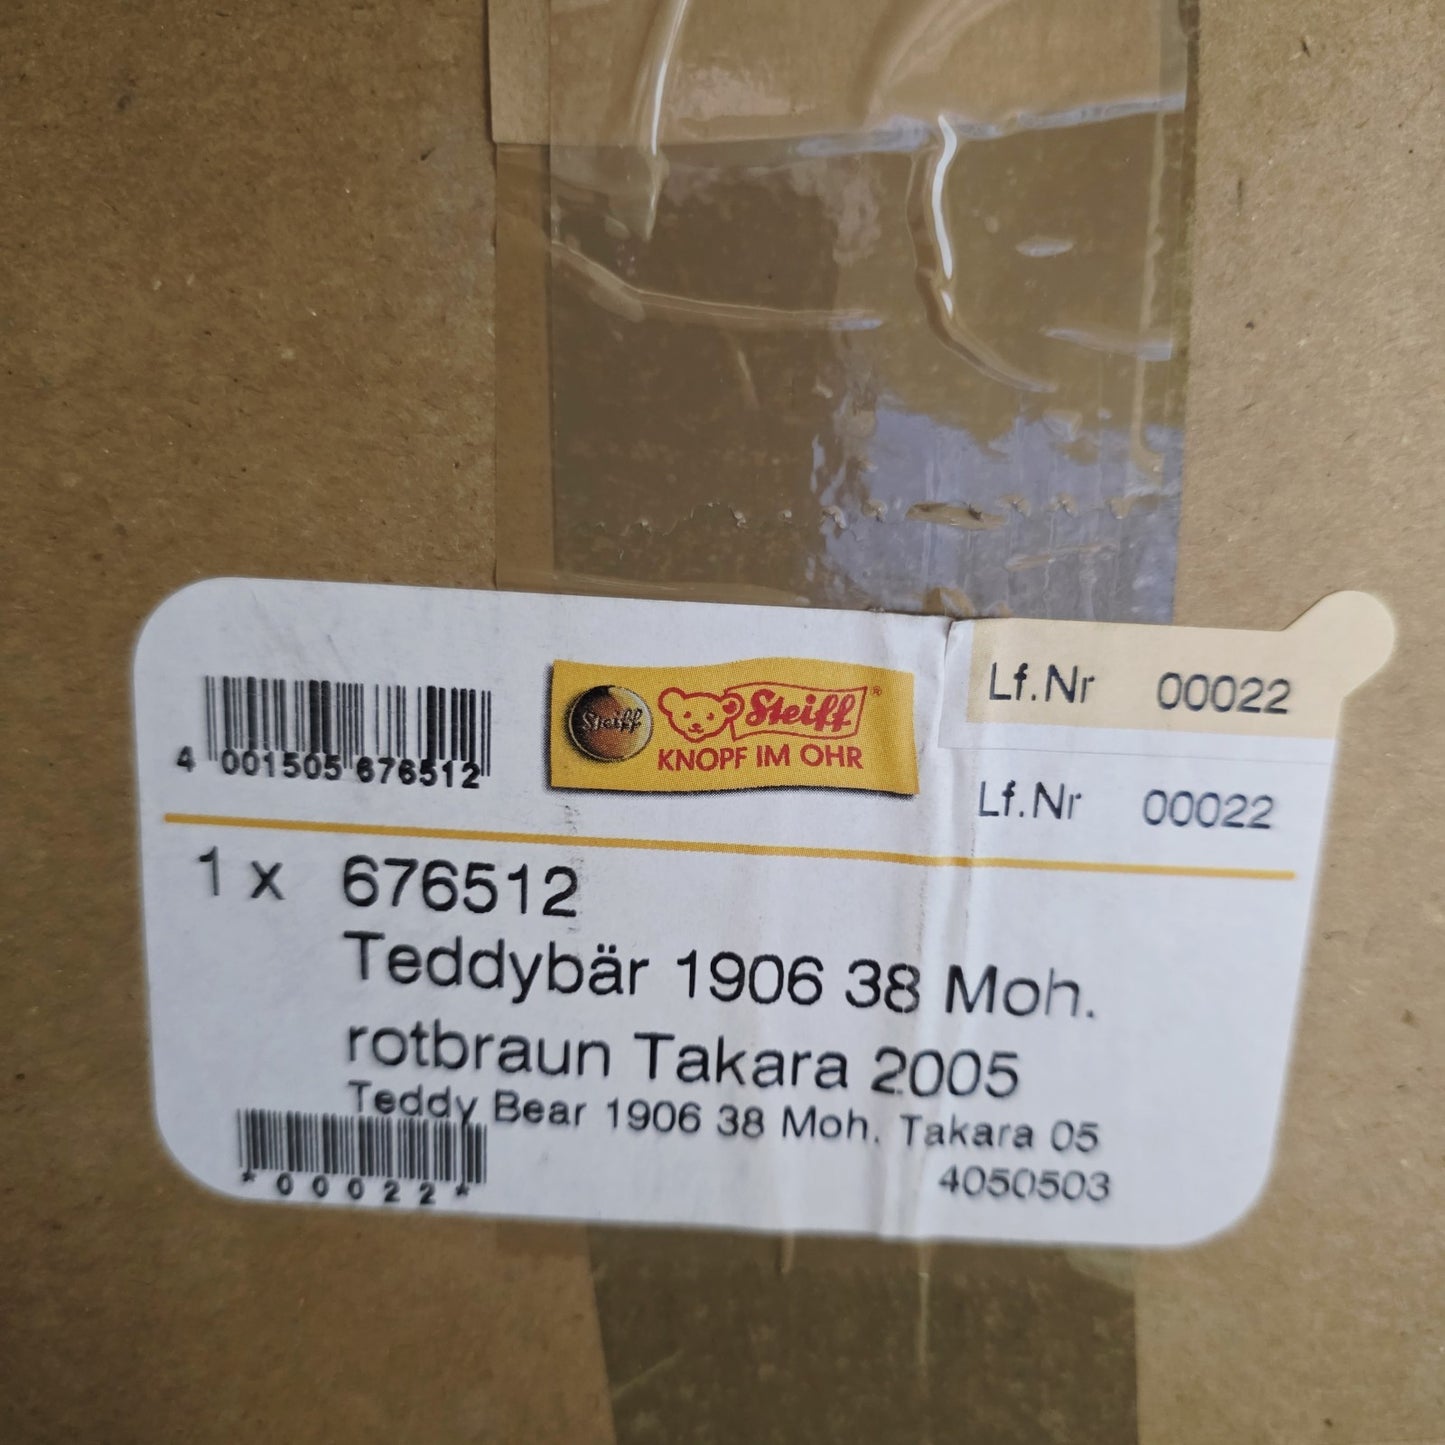 Steiff
Steiff®
KNOPF IM OHR
Lf.Nr 00022
4 001505 676512
Lf.Nr 00022
1 x 676512
Teddybär 1906 38 Moh.
rotbraun Takara 2005
Teddy Bear 1906 38 Moh. Takara 05
*00022*
4050503